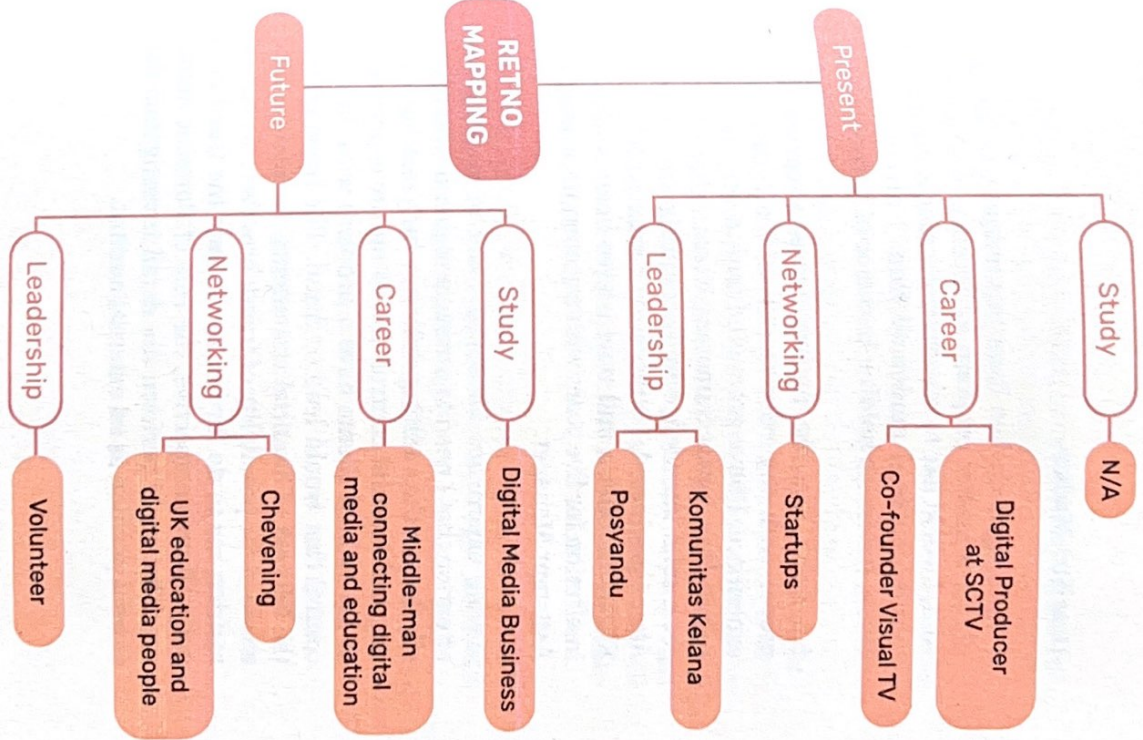 RETNO
MAPPING
Present
Study
N/A
Career
Digital Producer
at SCTV
Co-founder Visual TV
Networking
Startups
Leadership
Komunitas Kelana
Posyandu
Future
Study
Digital Media Business
Career
Middle-man
connecting digital
media and education
Networking
Chevening
UK education and
digital media people
Leadership
Volunteer